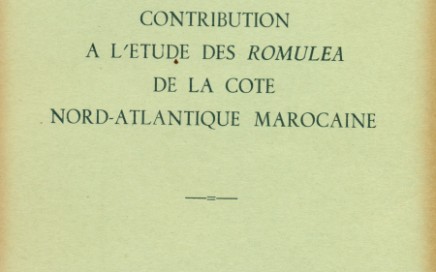 CONTRIBUTION
A L'ETUDE DES ROMULEA
DE LA COTE
NORD-ATLANTIQUE MAROCAINE